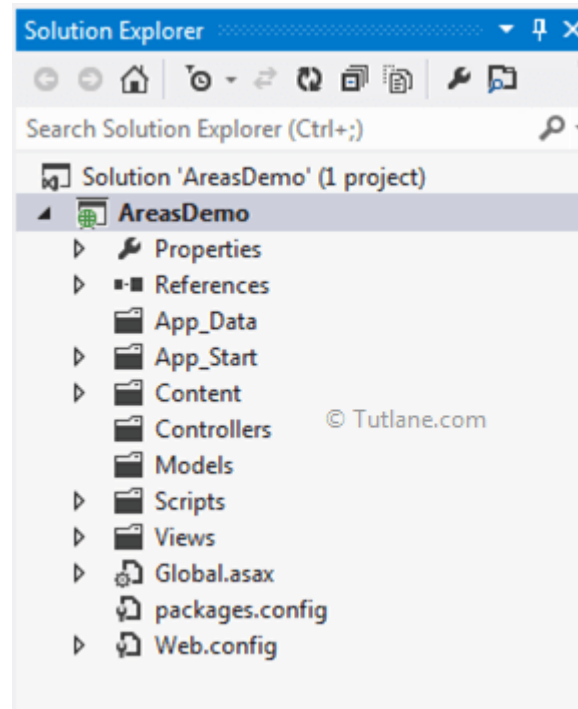 Solution Explorer
Search Solution Explorer (Ctrl+;)
Solution 'AreasDemo' (1 project)
AreasDemo
Properties
References
App_Data
App_Start
Content
Controllers
© Tutlane.com
Models
Scripts
Views
Global.asax
packages.config
Web.config